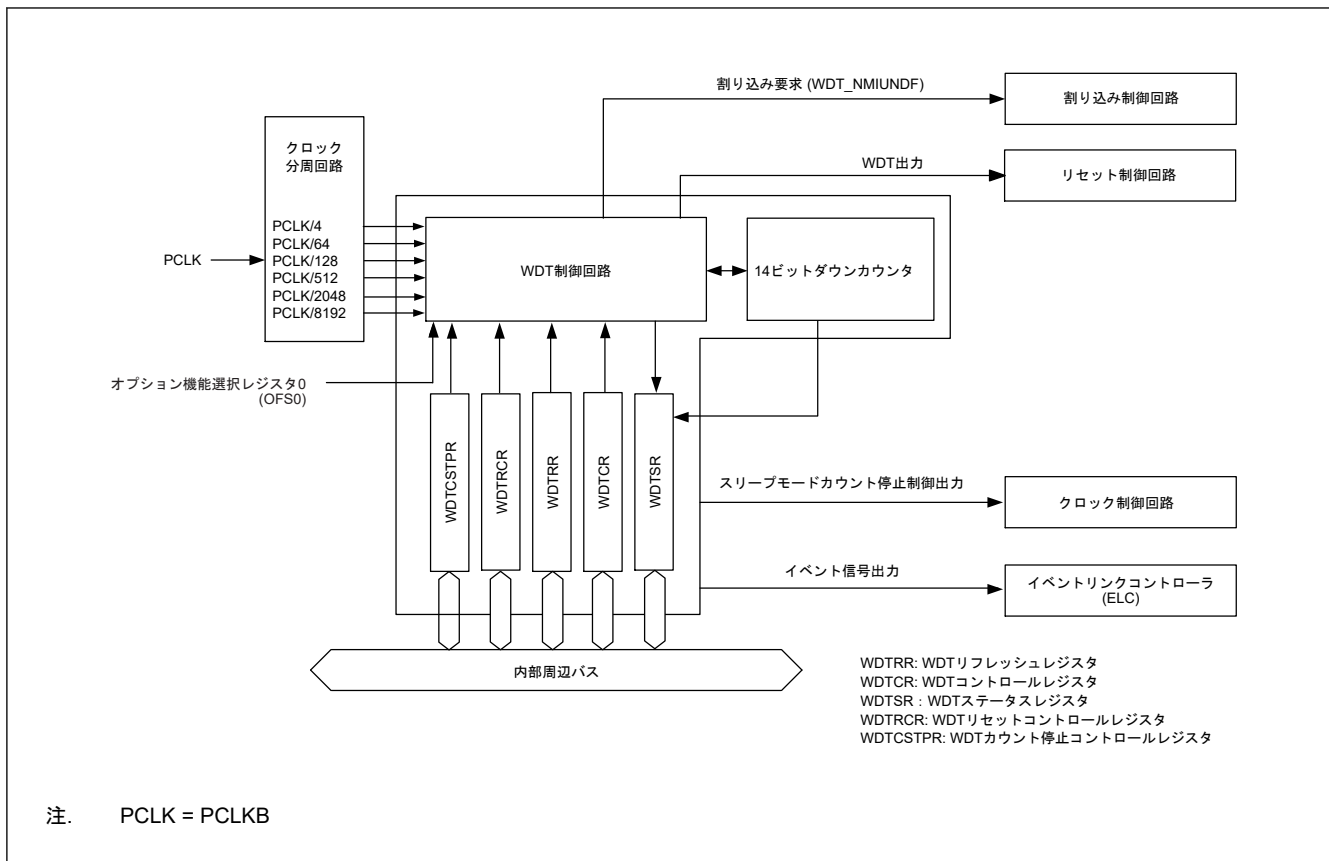 割り込み要求 (WDT_NMIUNDF)
割り込み制御回路
クロック
分周回路
WDT出力
リセット制御回路
PCLK
PCLK/4
PCLK/64
PCLK/128
PCLK/512
PCLK/2048
PCLK/8192
WDT制御回路
14ビットダウンカウンタ
オプション機能選択レジスタ0
(OFS0)
WDTCSTPR
WDTRCR
WDTRR
WDTCR
WDTSR
スリープモードカウント停止制御出力
クロック制御回路
イベント信号出力
イベントリンクコントローラ
(ELC)
内部周辺バス
WDTRR: WDTリフレッシュレジスタ
WDTCR: WDTコントロールレジスタ
WDTSR : WDTステータスレジスタ
WDTRCR: WDTリセットコントロールレジスタ
WDTCSTPR: WDTカウント停止コントロールレジスタ
注. PCLK = PCLKB